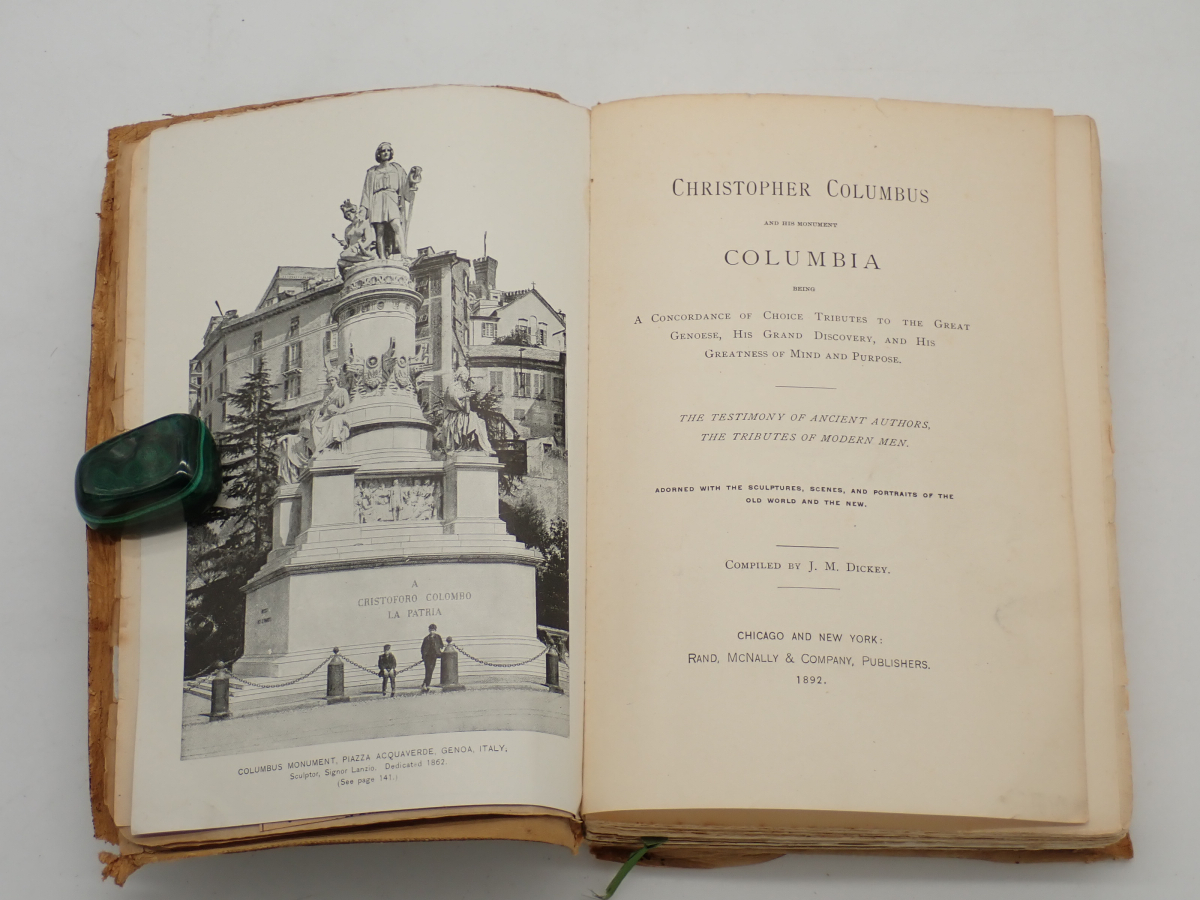 A
CRISTOFORO COLOMBO
LA PATRIA
COLUMBUS MONUMENT, PIAZZA ACQUAVERDE, GENOA, ITALY;
Sculptor, Signor Lanzio. Dedicated 1862.
(See page 141.)
CHRISTOPHER COLUMBUS
AND HIS MONUMENT
COLUMBIA
BEING
A CONCORDANCE OF CHOICE TRIBUTES TO THE GREAT
GENOESE, HIS GRAND DISCOVERY, AND HIS
GREATNESS OF MIND AND PURPOSE.
THE TESTIMONY OF ANCIENT AUTHORS,
THE TRIBUTES OF MODERN MEN.
ADORNED WITH THE SCULPTURES, SCENES, AND PORTRAITS OF THE
OLD WORLD AND THE NEW.
COMPILED BY J. M. DICKEY.
CHICAGO AND NEW YORK:
RAND, MCNALLY & COMPANY, PUBLISHERS.
1892.